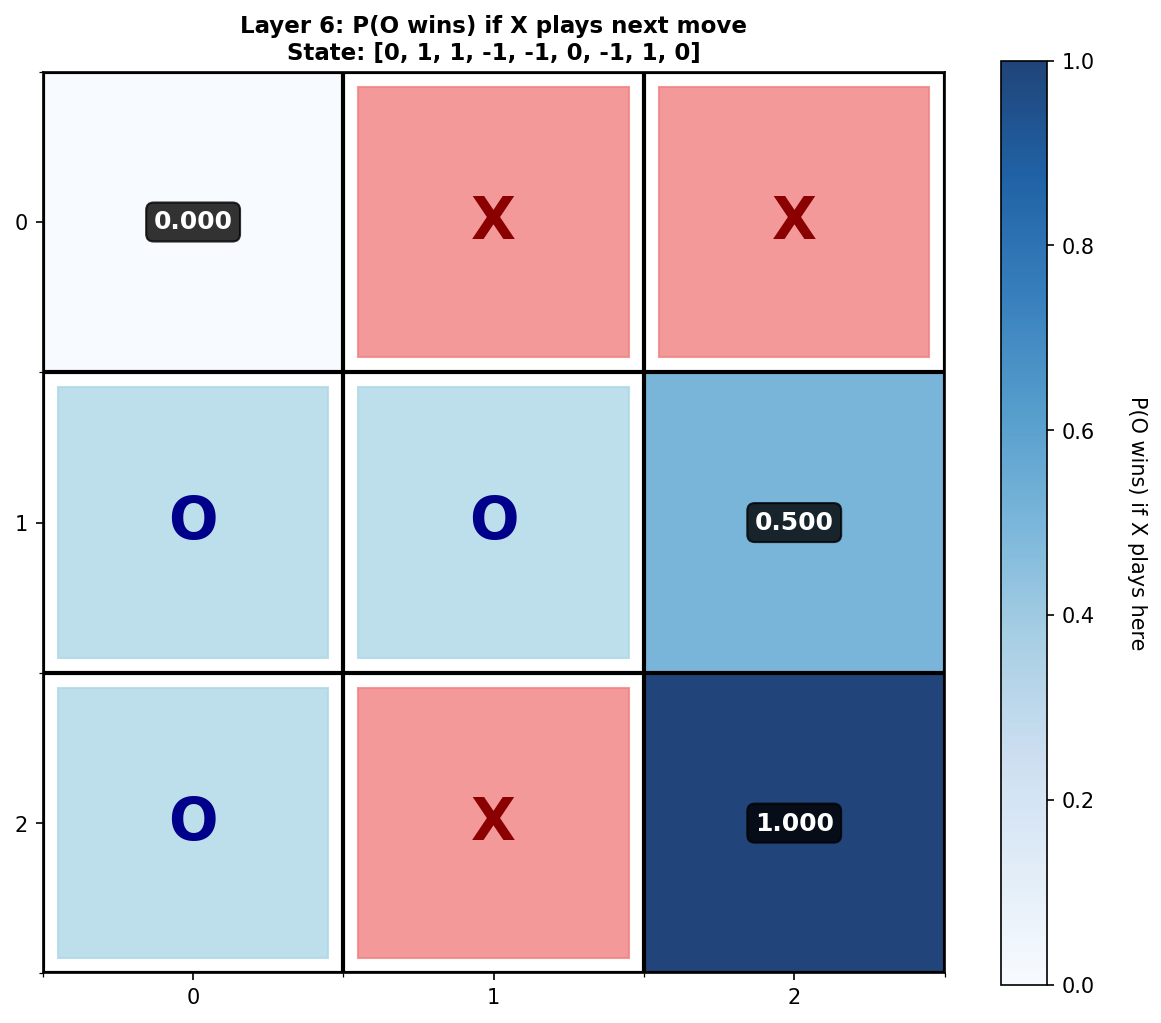 Layer 6: P(O wins) if X plays next move
State: [0, 1, 1, -1, -1, 0, -1, 1, 0]
0
0.000
X
X
1
O
O
0.500
2
O
X
1.000
0
1
2
1.0
0.8
0.6
0.4
0.2
0.0
P(O wins) if X plays here